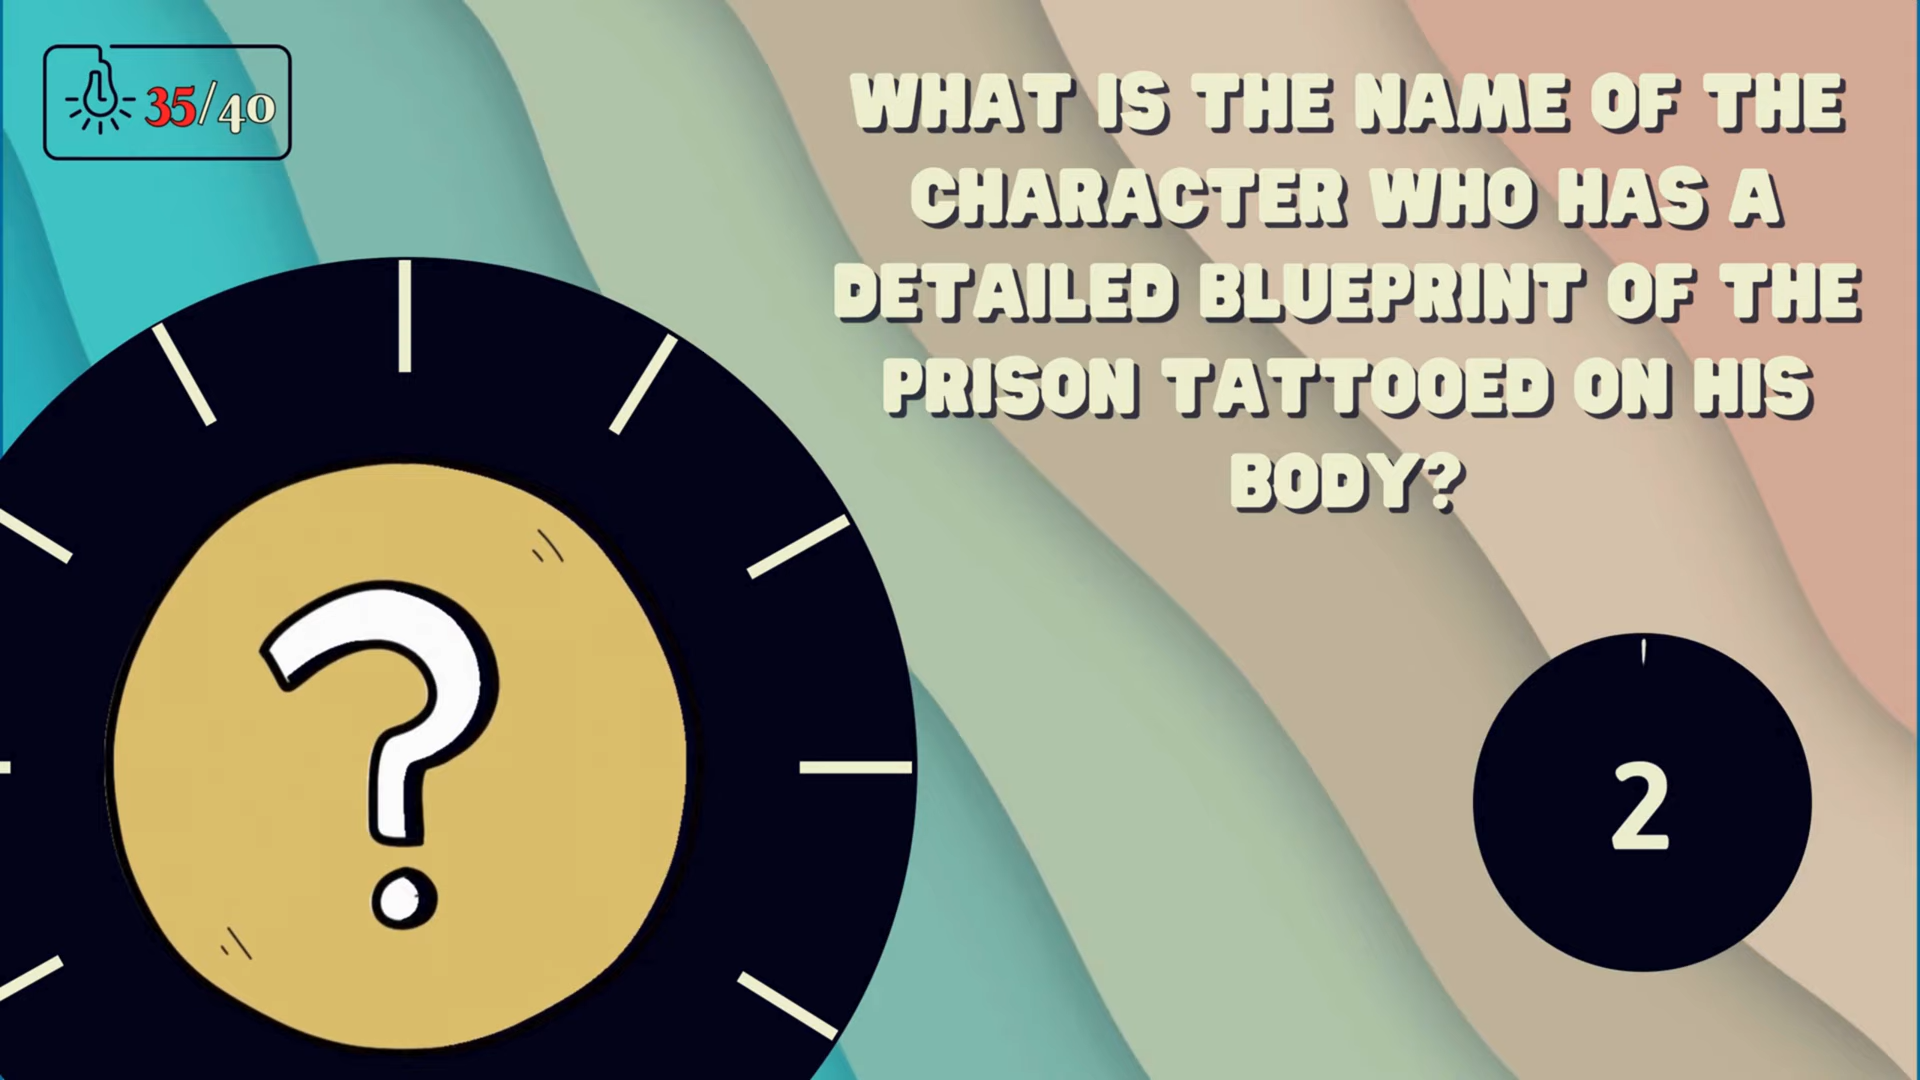 35/40
WHAT IS THE NAME OF THE
CHARACTER WHO HAS A
DETAILED BLUEPRINT OF THE
PRISON TATTOOED ON HIS
BODY?
?
2